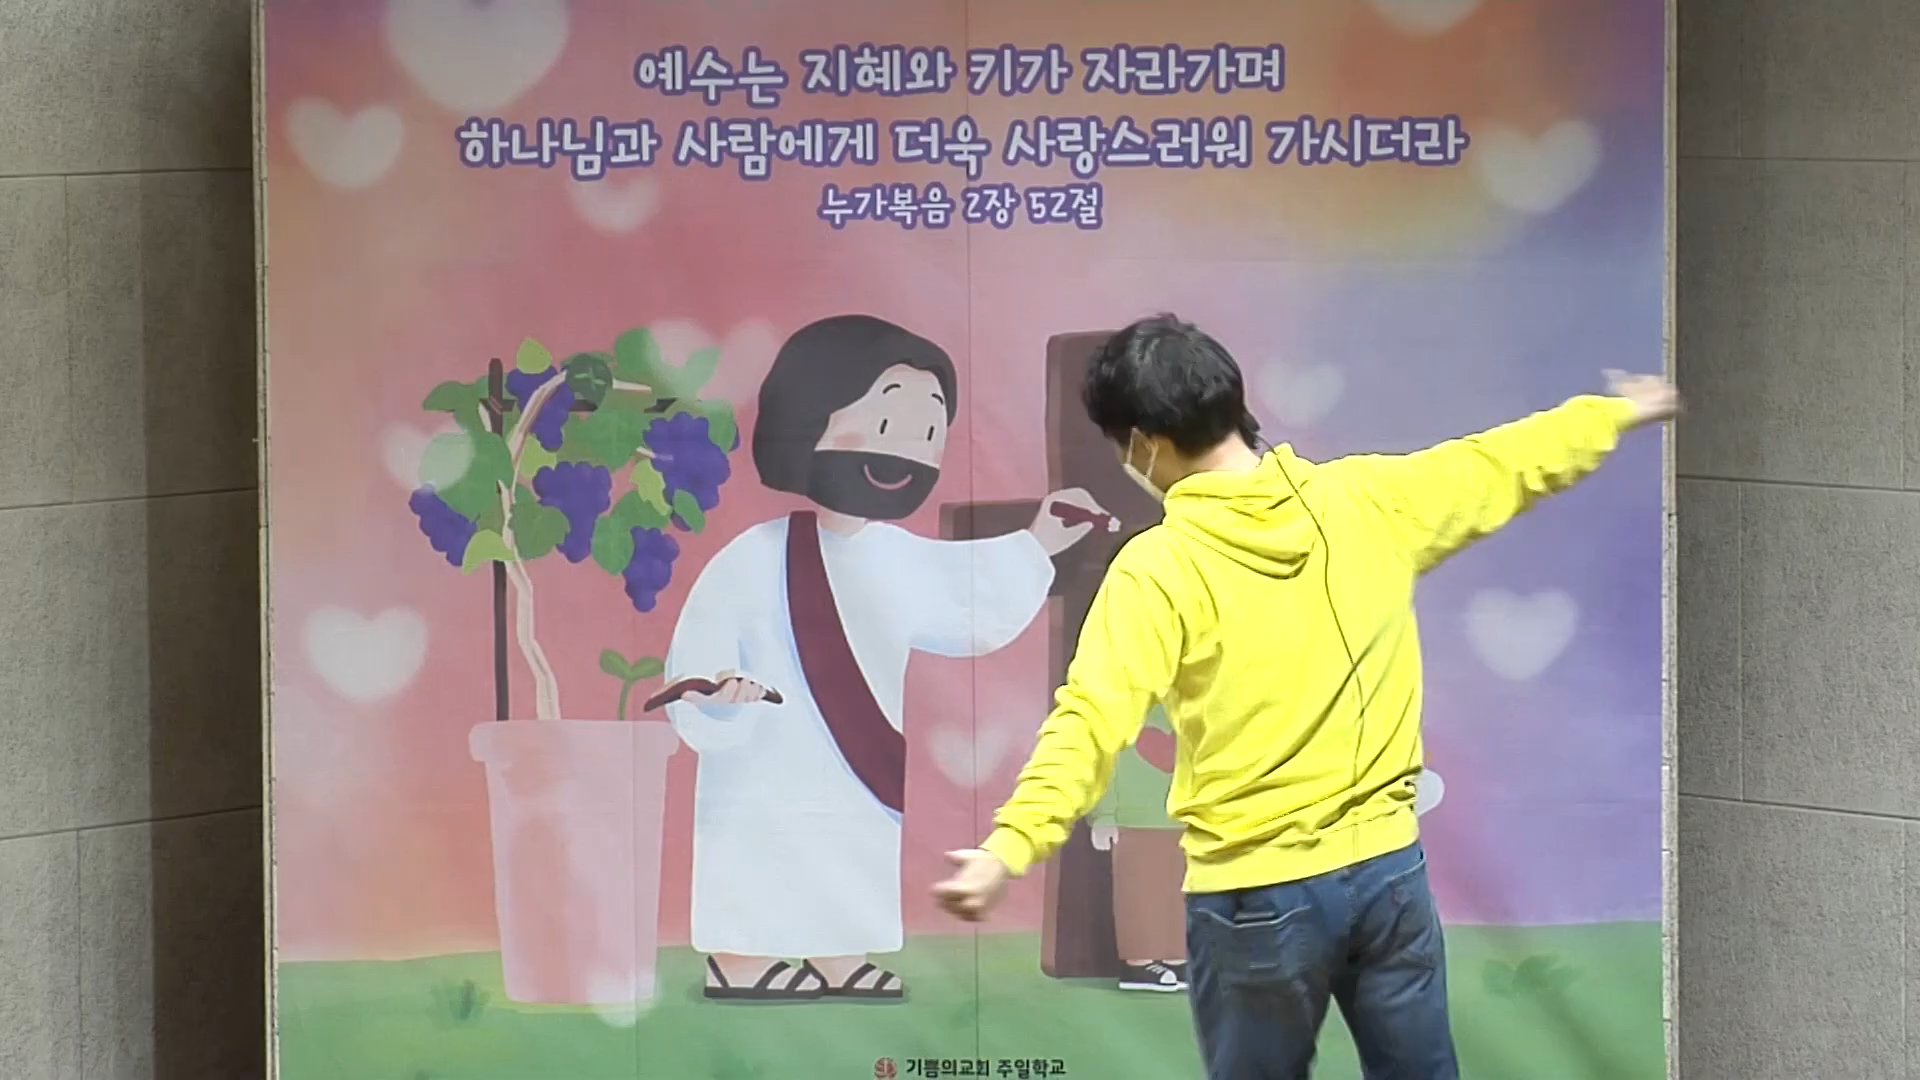 예수는 지혜와 키가 자라가며
하나님과 사람에게 더욱 사랑스러워 가시더라
누가복음 2장 52절
기쁨의교회 주일학교